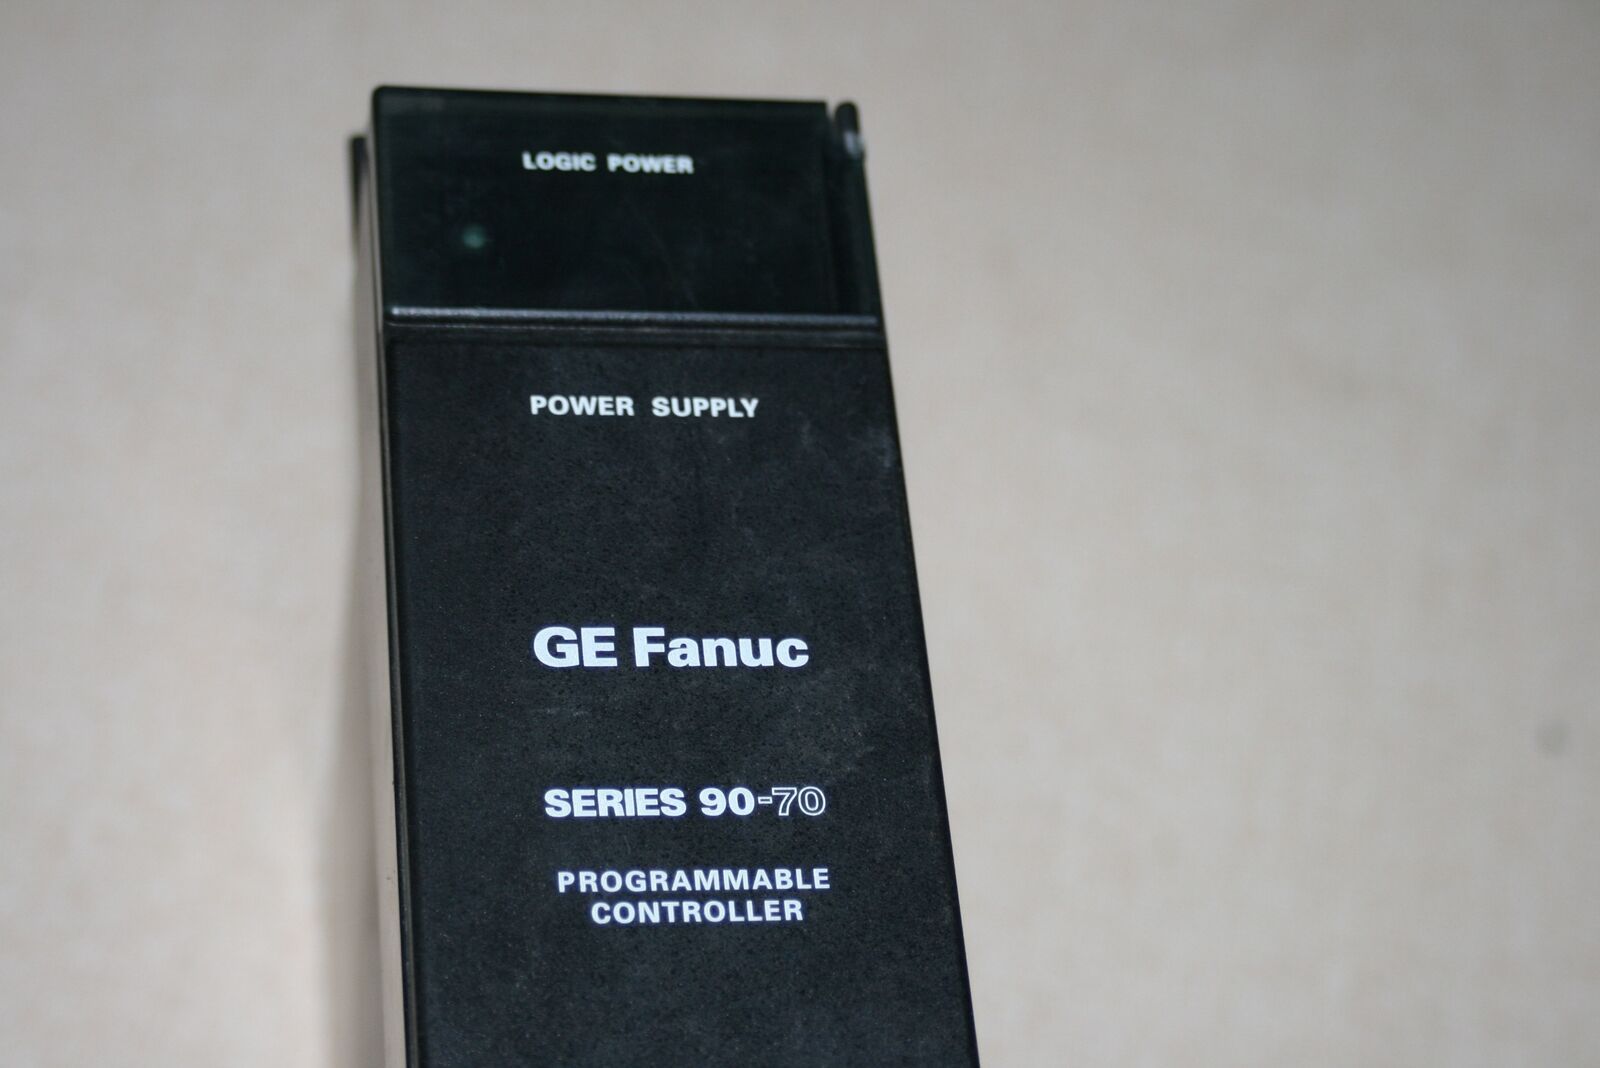 LOGIC POWER
POWER SUPPLY
GE Fanuc
SERIES 90-70
PROGRAMMABLE
CONTROLLER